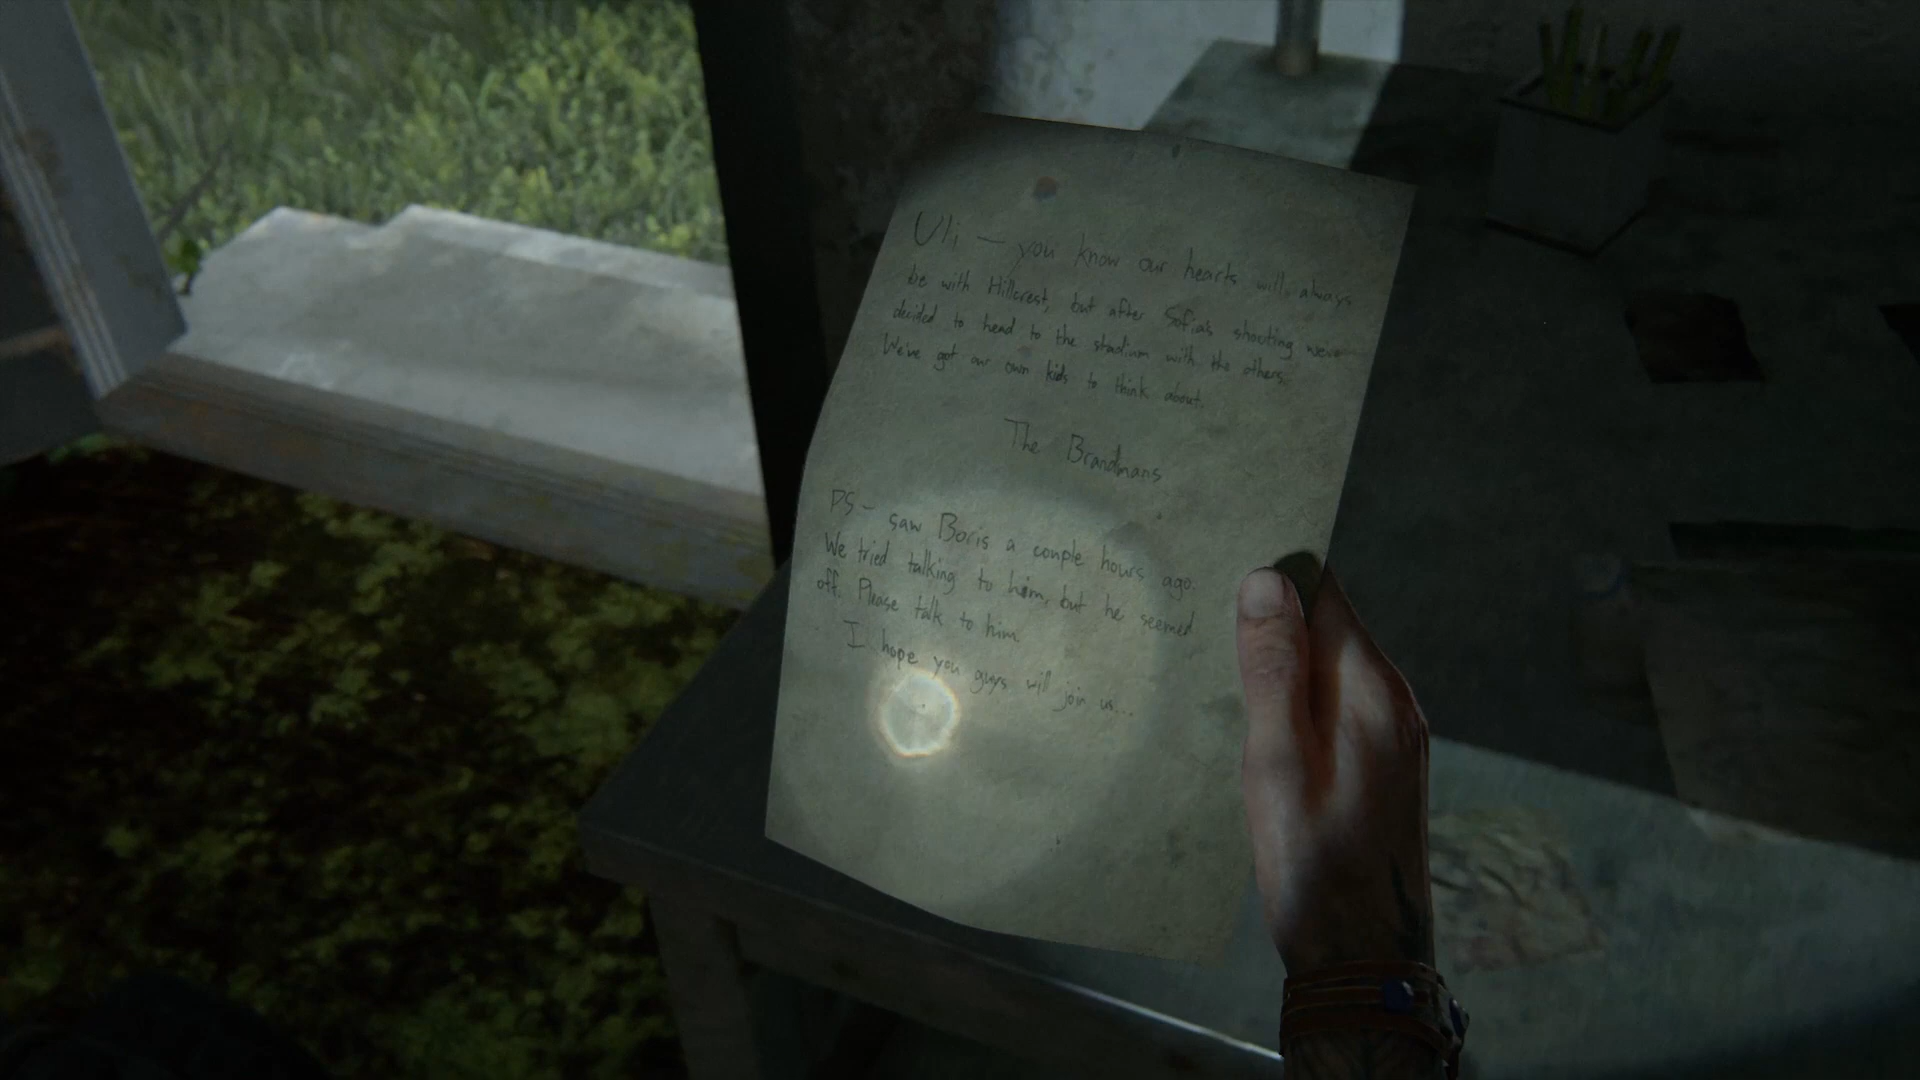 Uli - you know our hearts will always
be with Hillcrest, but after Sofia's shooting we've
decided to head to the stadium with the others.
We've got our own kids to think about.
The Brandmans
PS - saw Boris a couple hours ago.
We tried talking to him, but he seemed
off. Please talk to him.
I hope you guys will join us...